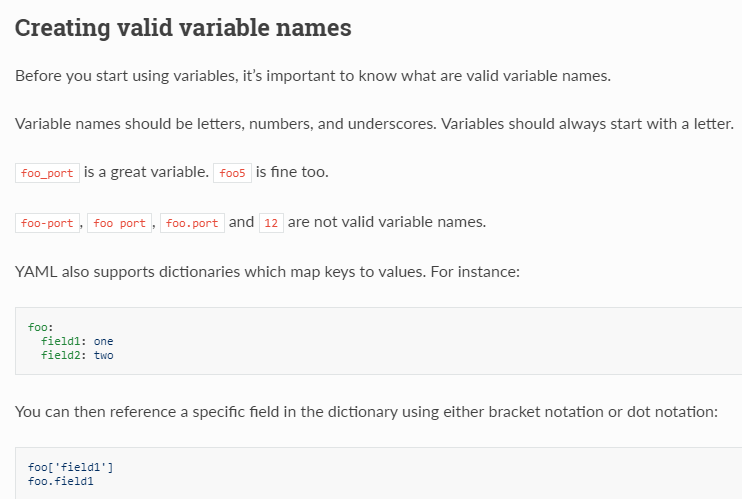 Creating valid variable names
Before you start using variables, it’s important to know what are valid variable names.
Variable names should be letters, numbers, and underscores. Variables should always start with a letter.
foo_port is a great variable. foo5 is fine too.
foo-port, foo port, foo.port and 12 are not valid variable names.
YAML also supports dictionaries which map keys to values. For instance:
foo:
  field1: one
  field2: two
You can then reference a specific field in the dictionary using either bracket notation or dot notation:
foo['field1']
foo.field1